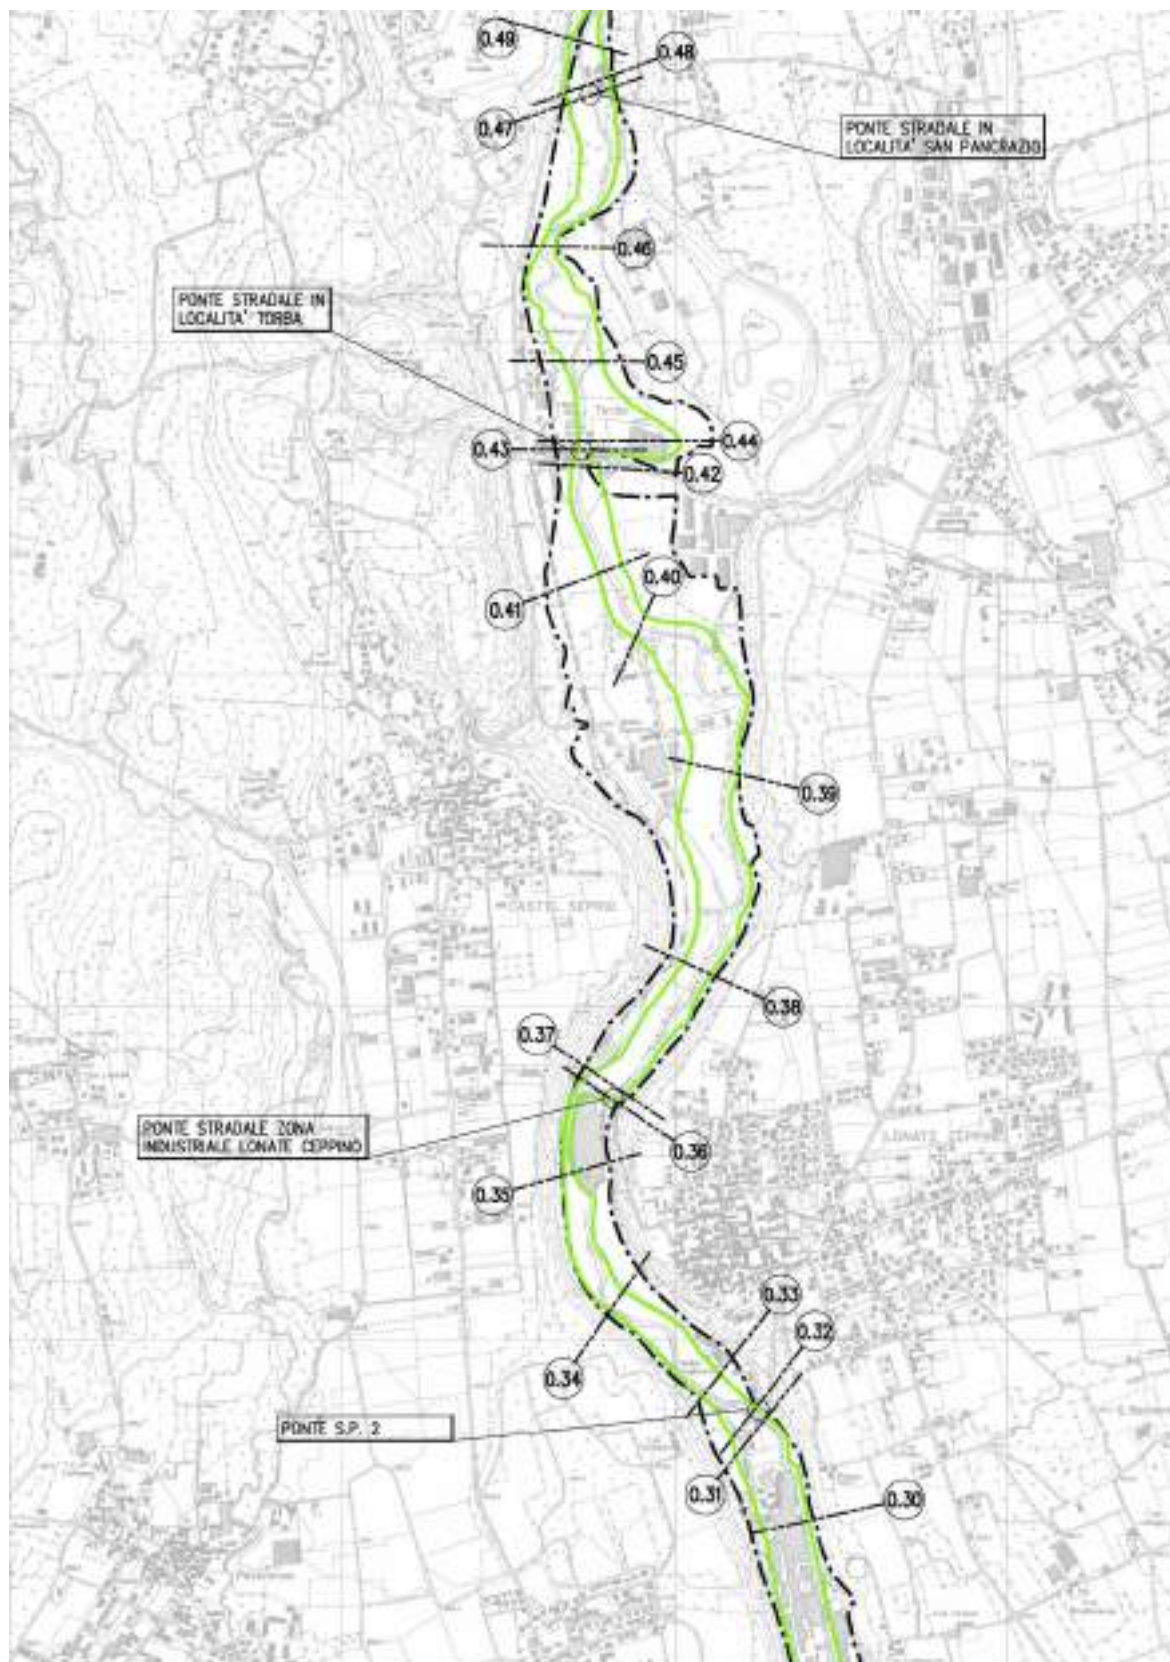 0.49
0.48
0.47
PONTE STRADALE IN
LOCALITA' SAN PANCRAZIO
0.46
PONTE STRADALE IN
LOCALITA' TORBA
0.45
0.44
0.43
0.42
0.40
0.41
0.39
CASTEL SEPRIO
0.38
0.37
PONTE STRADALE ZONA
INDUSTRIALE LONATE CEPPINO
0.36
0.35
0.33
0.32
0.34
PONTE S.P. 2
0.31
0.30